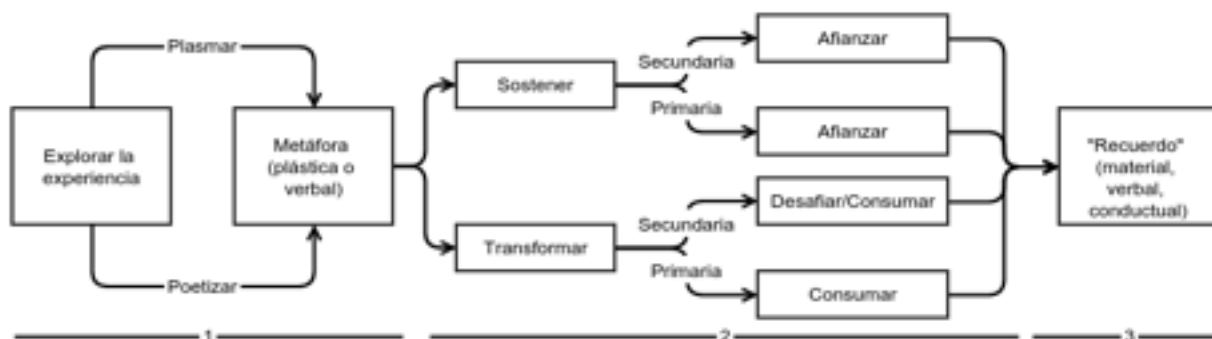 Plasmar
Explorar la
experiencia
Poetizar
Metáfora
(plástica o
verbal)
Sostener
Secundaria
Primaria
Afianzar
Afianzar
Transformar
Secundaria
Primaria
Desafiar/Consumar
Consumar
"Recuerdo"
(material,
verbal,
conductual)
1
2
3